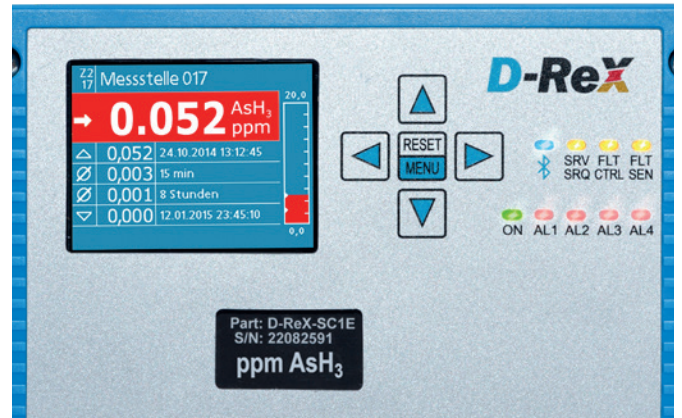 Z2
17
Messstelle 017
20,0
0.052 AsH₃
ppm
0,052 24.10.2014 13:12:45
0,003 15 min
0,001 8 Stunden
0,000 12.01.2015 23:45:10
0,0
RESET
MENU
D-ReX
SRV FLT FLT
SRQ CTRL SEN
ON AL1 AL2 AL3 AL4
Part: D-ReX-SC1E
S/N: 22082591
ppm AsH₃